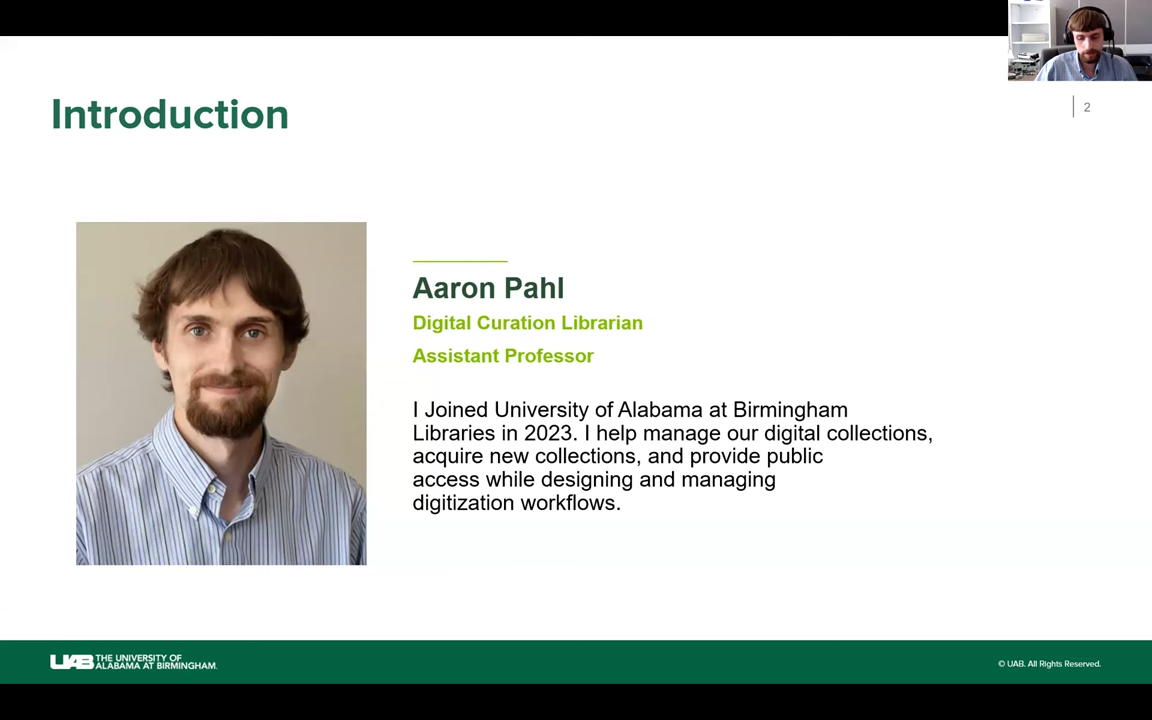 Introduction
2
Aaron Pahl
Digital Curation Librarian
Assistant Professor
I Joined University of Alabama at Birmingham
Libraries in 2023. I help manage our digital collections,
acquire new collections, and provide public
access while designing and managing
digitization workflows.
UAB THE UNIVERSITY OF
ALABAMA AT BIRMINGHAM.
© UAB. All Rights Reserved.